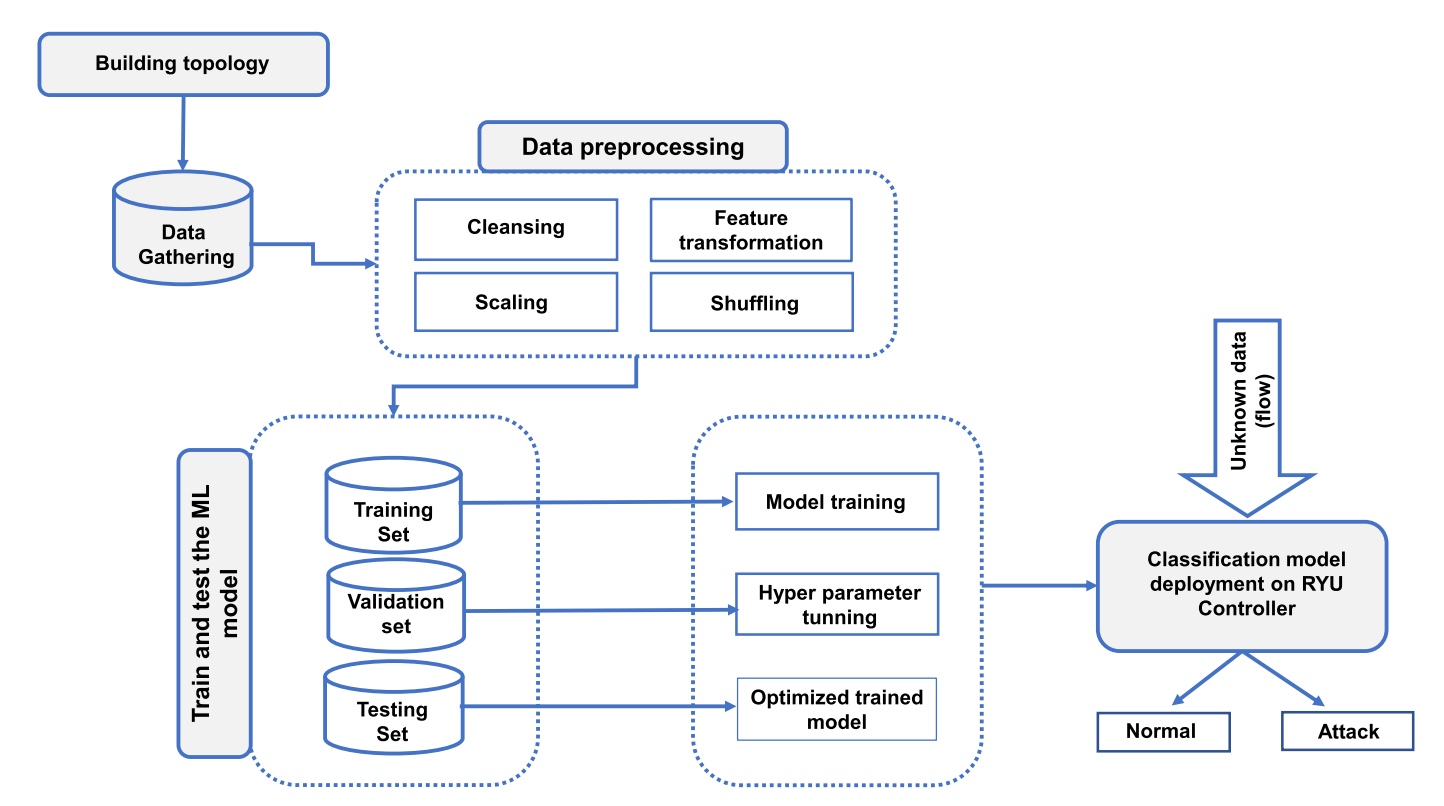 Building topology
Data
Gathering
Data preprocessing
Cleansing
Feature
transformation
Scaling
Shuffling
Train and test the ML
model
Training
Set
Validation
set
Testing
Set
Model training
Hyper parameter
tunning
Optimized trained
model
Unknown data
(flow)
Classification model
deployment on RYU
Controller
Normal
Attack